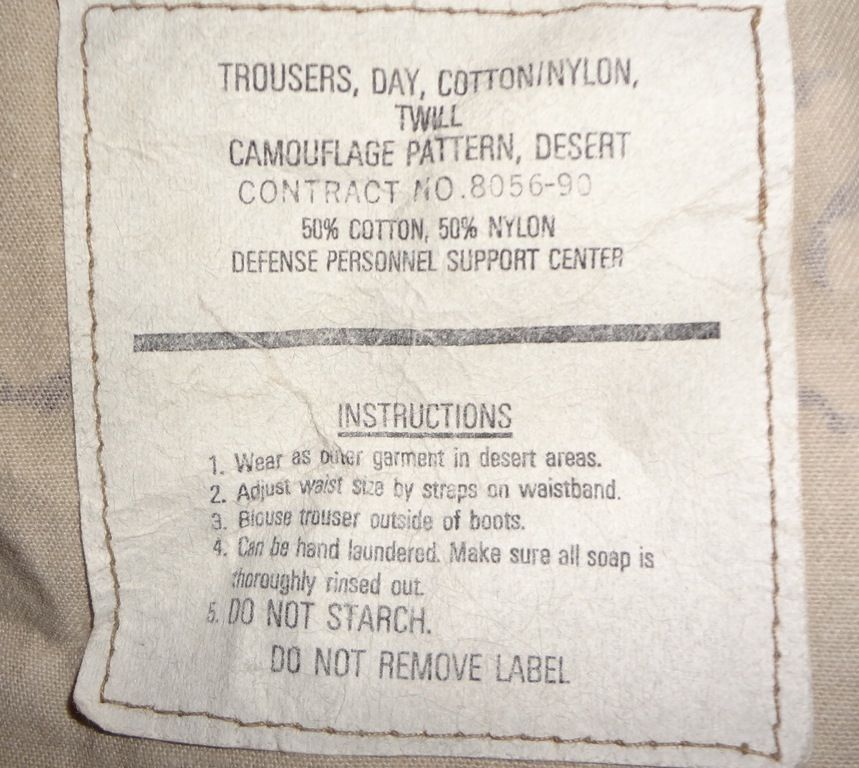 TROUSERS, DAY, COTTON/NYLON,
TWILL
CAMOUFLAGE PATTERN, DESERT
CONTRACT NO.8056-90
50% COTTON, 50% NYLON
DEFENSE PERSONNEL SUPPORT CENTER
INSTRUCTIONS
1. Wear as outer garment in desert areas.
2. Adjust waist size by straps on waistband.
3. Blouse trouser outside of boots.
4. Can be hand laundered. Make sure all soap is
thoroughly rinsed out.
5. DO NOT STARCH.
DO NOT REMOVE LABEL